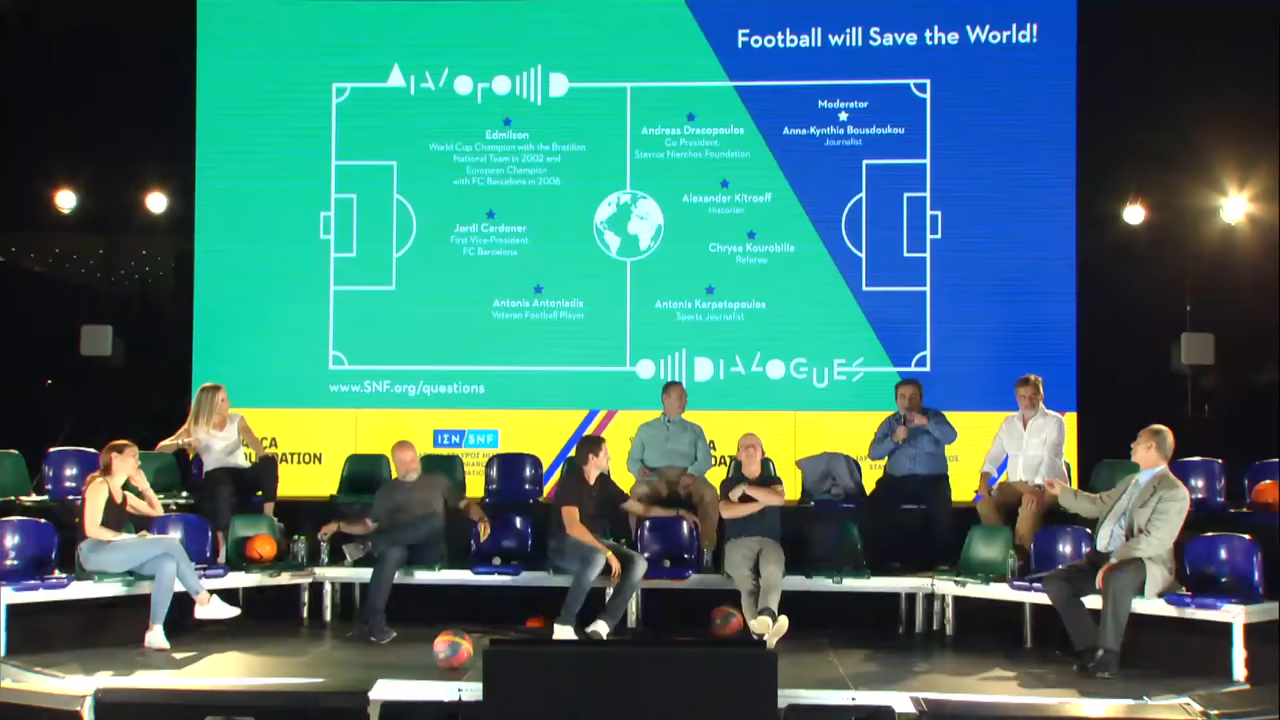 Football will Save the World!
ΔΙΑΛΟΓΟΙ
Edmilson
World Cup Champion with the Brazilian
National Team in 2002 and
European Champion
with FC Barcelona in 2006
Jordi Cardoner
First Vice-President,
FC Barcelona
Antonis Antoniadis
Veteran Football Player
Andreas Dracopoulos
Co-President,
Stavros Niarchos Foundation
Alexander Kitroeff
Historian
Chrysa Kourobilia
Referee
Antonis Karpetopoulos
Sports Journalist
Moderator
Anna-Kynthia Bousdoukou
Journalist
DIALOGUES
www.SNF.org/questions
ΙΣΝ/SNF